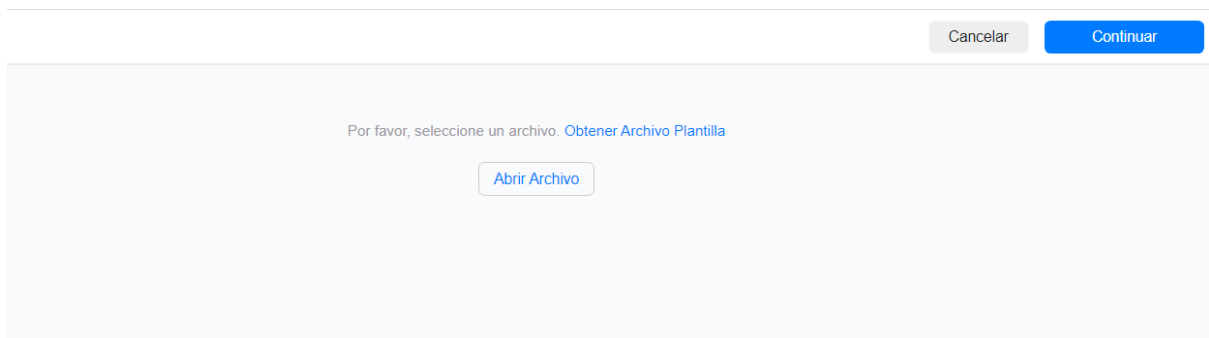 Cancelar Continuar
Por favor, seleccione un archivo. Obtener Archivo Plantilla
Abrir Archivo